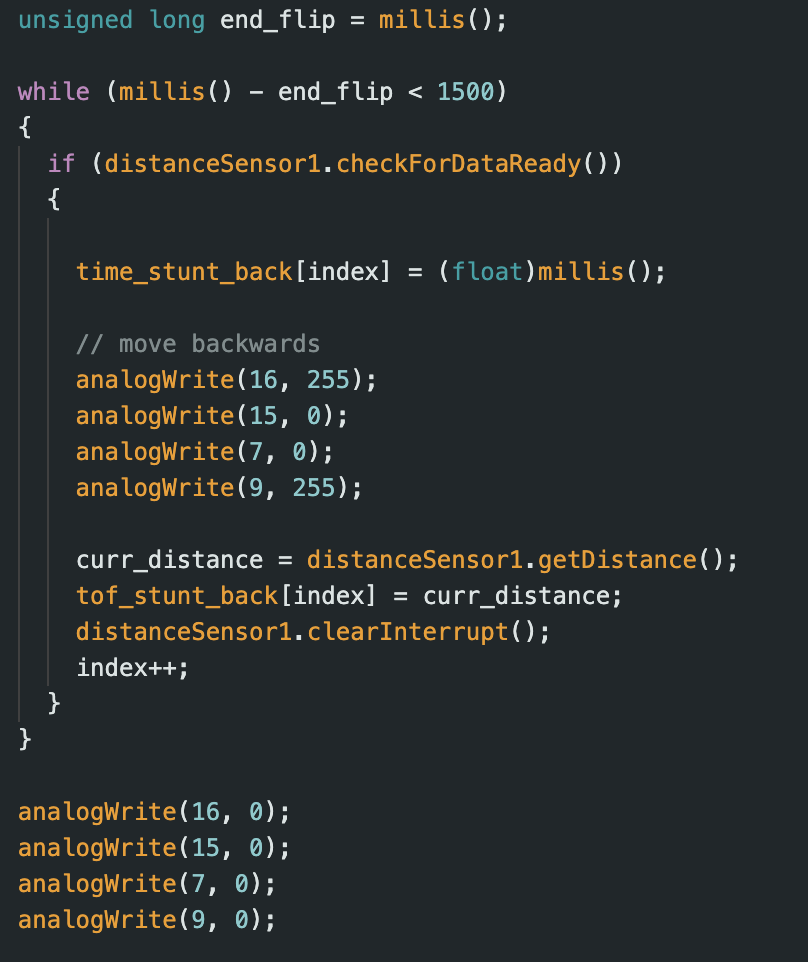 unsigned long end_flip = millis();
while (millis() - end_flip < 1500)
{
if (distanceSensor1.checkForDataReady())
{
time_stunt_back[index] = (float)millis();
// move backwards
analogWrite(16, 255);
analogWrite(15, 0);
analogWrite(7, 0);
analogWrite(9, 255);
curr_distance = distanceSensor1.getDistance();
tof_stunt_back[index] = curr_distance;
distanceSensor1.clearInterrupt();
index++;
}
}
analogWrite(16, 0);
analogWrite(15, 0);
analogWrite(7, 0);
analogWrite(9, 0);